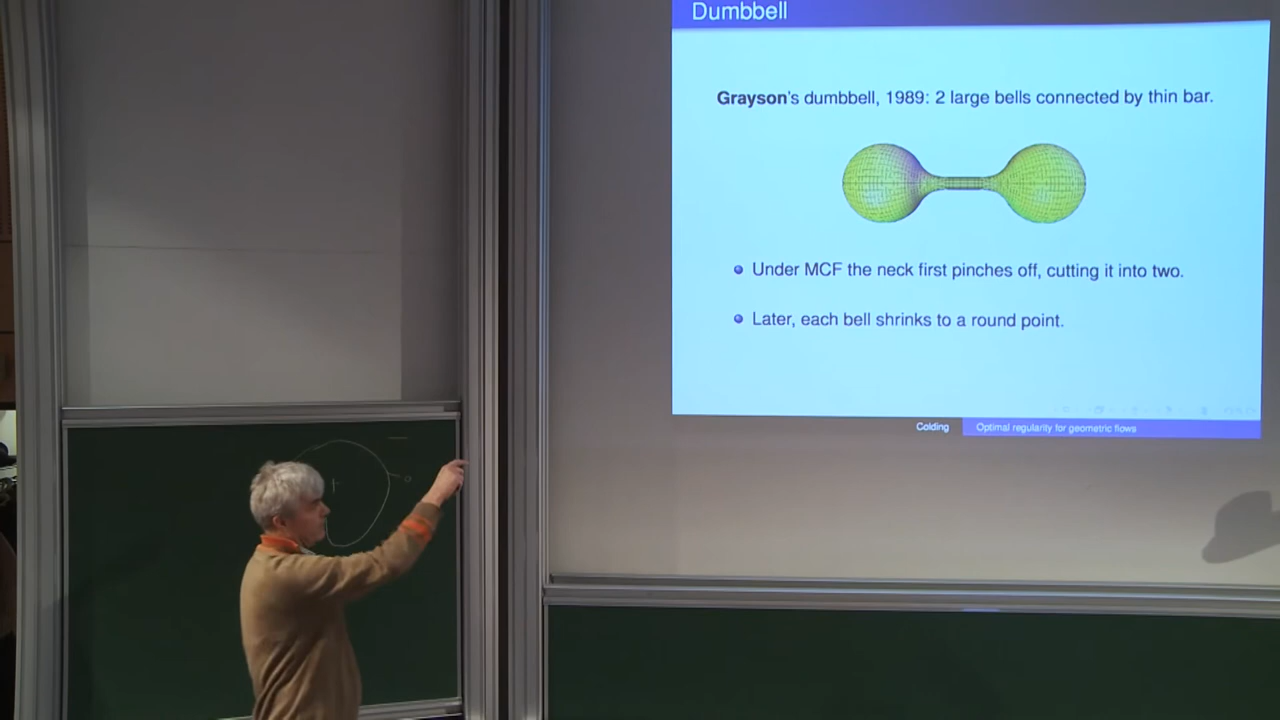 Dumbbell
Grayson's dumbbell, 1989: 2 large bells connected by thin bar.
Under MCF the neck first pinches off, cutting it into two.
Later, each bell shrinks to a round point.
Colding
Optimal regularity for geometric flows
+
− 0